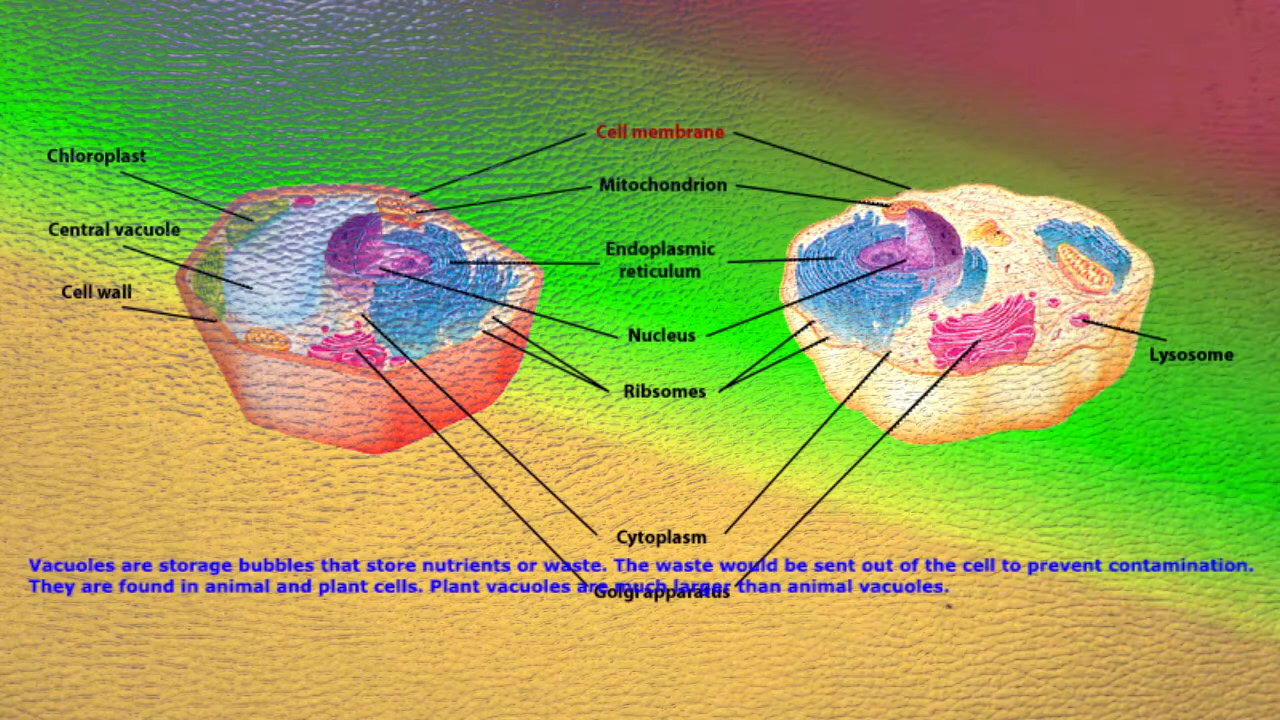 Cell membrane
Chloroplast
Mitochondrion
Central vacuole
Endoplasmic
reticulum
Cell wall
Nucleus
Lysosome
Ribsomes
Cytoplasm
Vacuoles are storage bubbles that store nutrients or waste. The waste would be sent out of the cell to prevent contamination.
They are found in animal and plant cells. Plant vacuoles are much larger than animal vacuoles.
Golgi apparatus